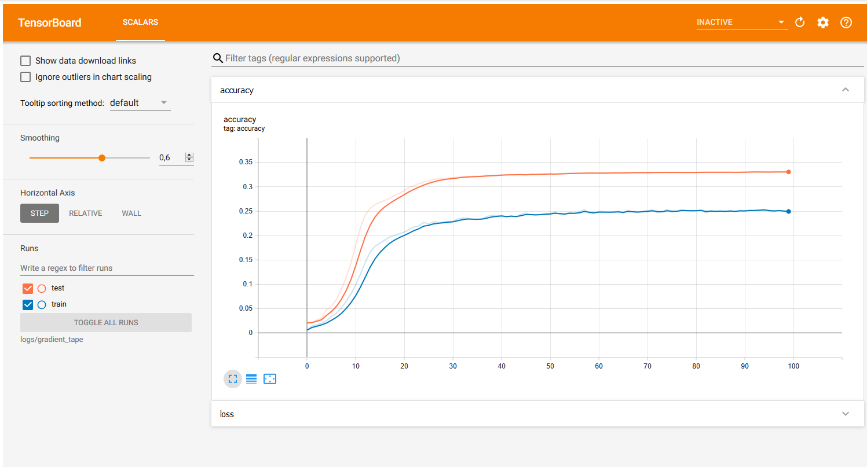 TensorBoard SCALARS INACTIVE
Show data download links
Ignore outliers in chart scaling
Tooltip sorting method: default
Smoothing
0,6
Horizontal Axis
STEP RELATIVE WALL
Runs
Write a regex to filter runs
test
train
TOGGLE ALL RUNS
logs/gradient_tape
Filter tags (regular expressions supported)
accuracy
accuracy
tag: accuracy
0.35
0.3
0.25
0.2
0.15
0.1
0.05
0
0 10 20 30 40 50 60 70 80 90 100
loss